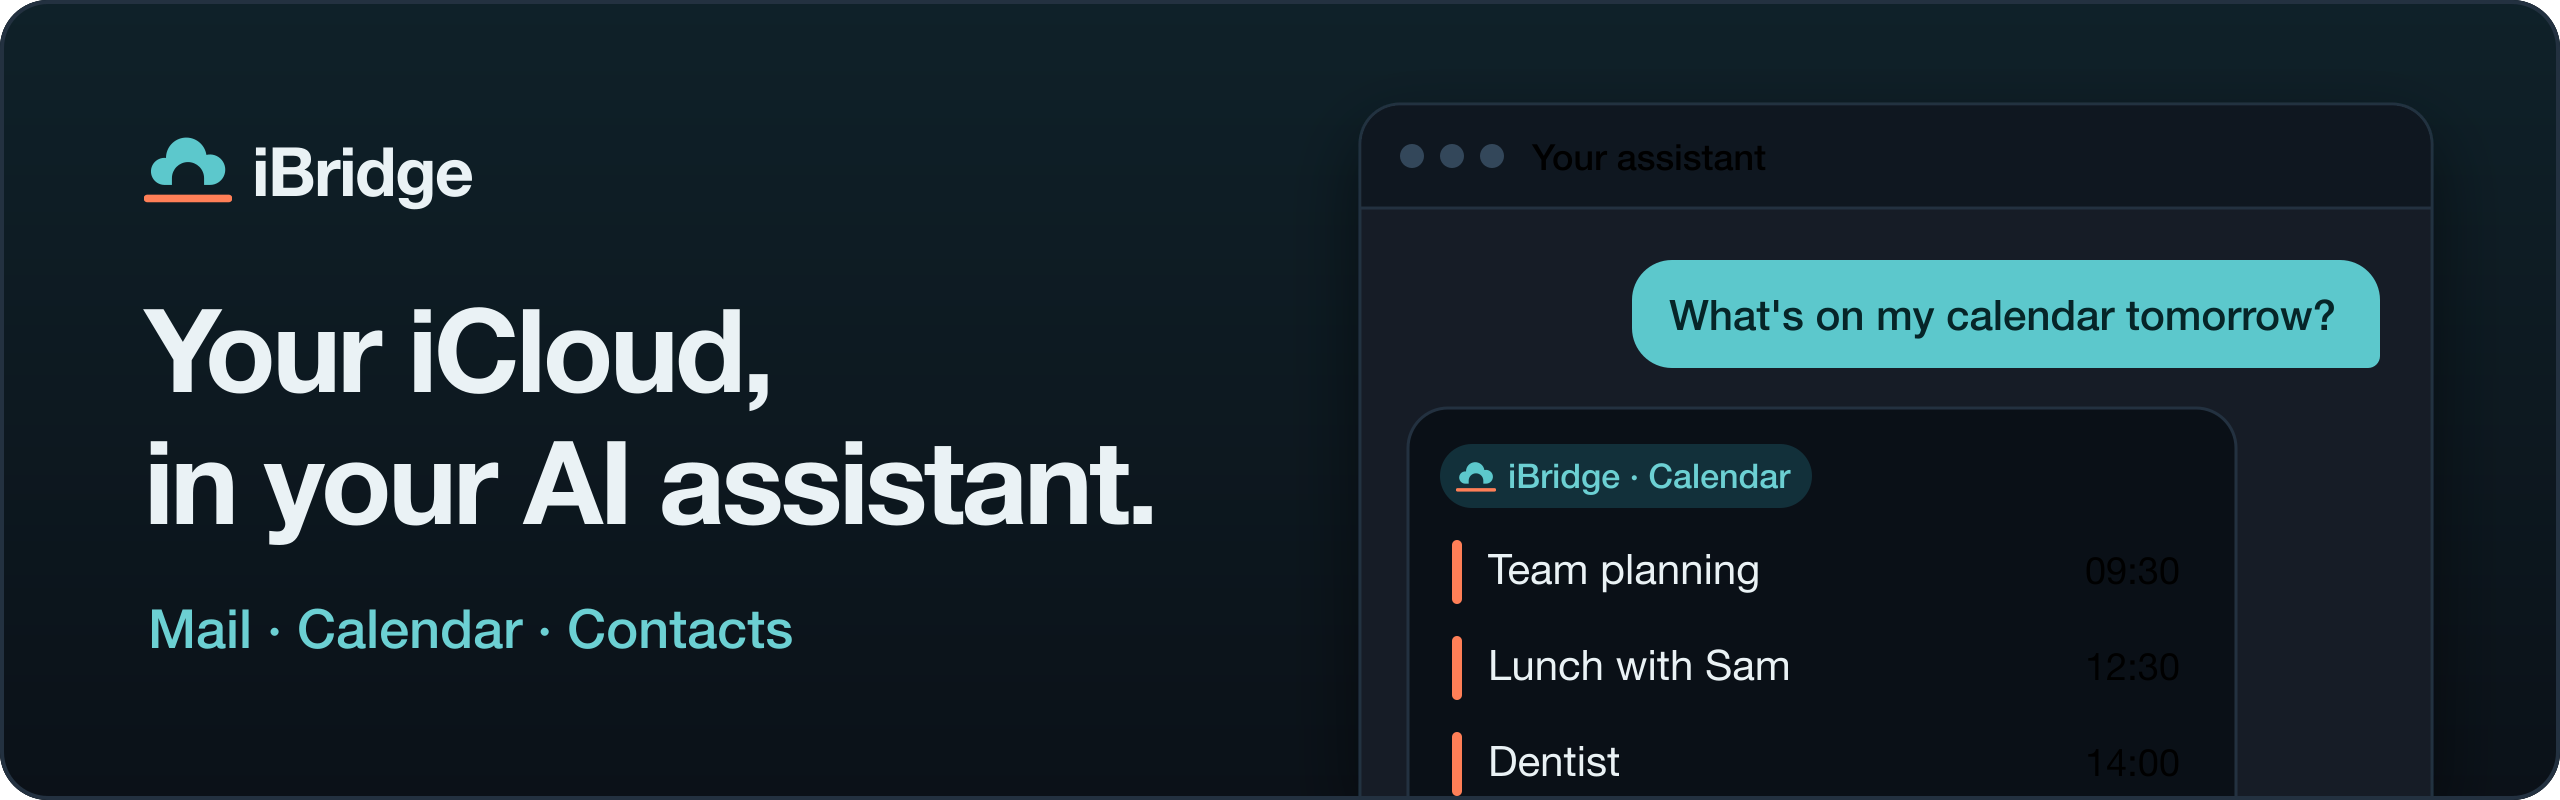 iBridge
Your iCloud,
in your AI assistant.
Mail · Calendar · Contacts
Your assistant
What's on my calendar tomorrow?
iBridge · Calendar
Team planning 09:30
Lunch with Sam 12:30
Dentist 14:00